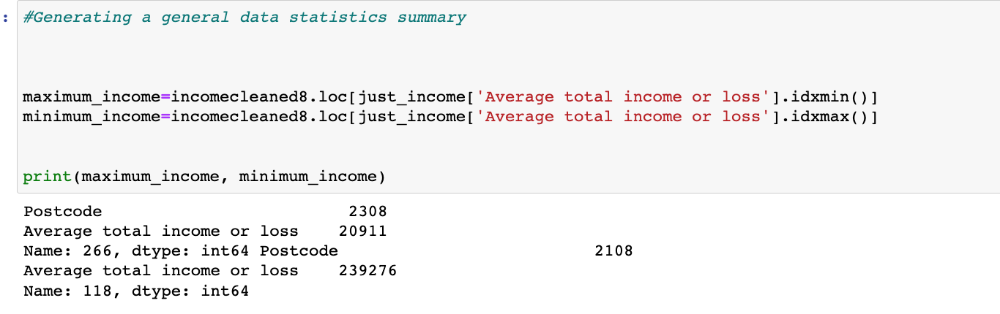 : #Generating a general data statistics summary
maximum_income=incomecleaned8.loc[just_income['Average total income or loss'].idxmin()]
minimum_income=incomecleaned8.loc[just_income['Average total income or loss'].idxmax()]
print(maximum_income, minimum_income)
Postcode                         2308
Average total income or loss    20911
Name: 266, dtype: int64 Postcode                          2108
Average total income or loss    239276
Name: 118, dtype: int64